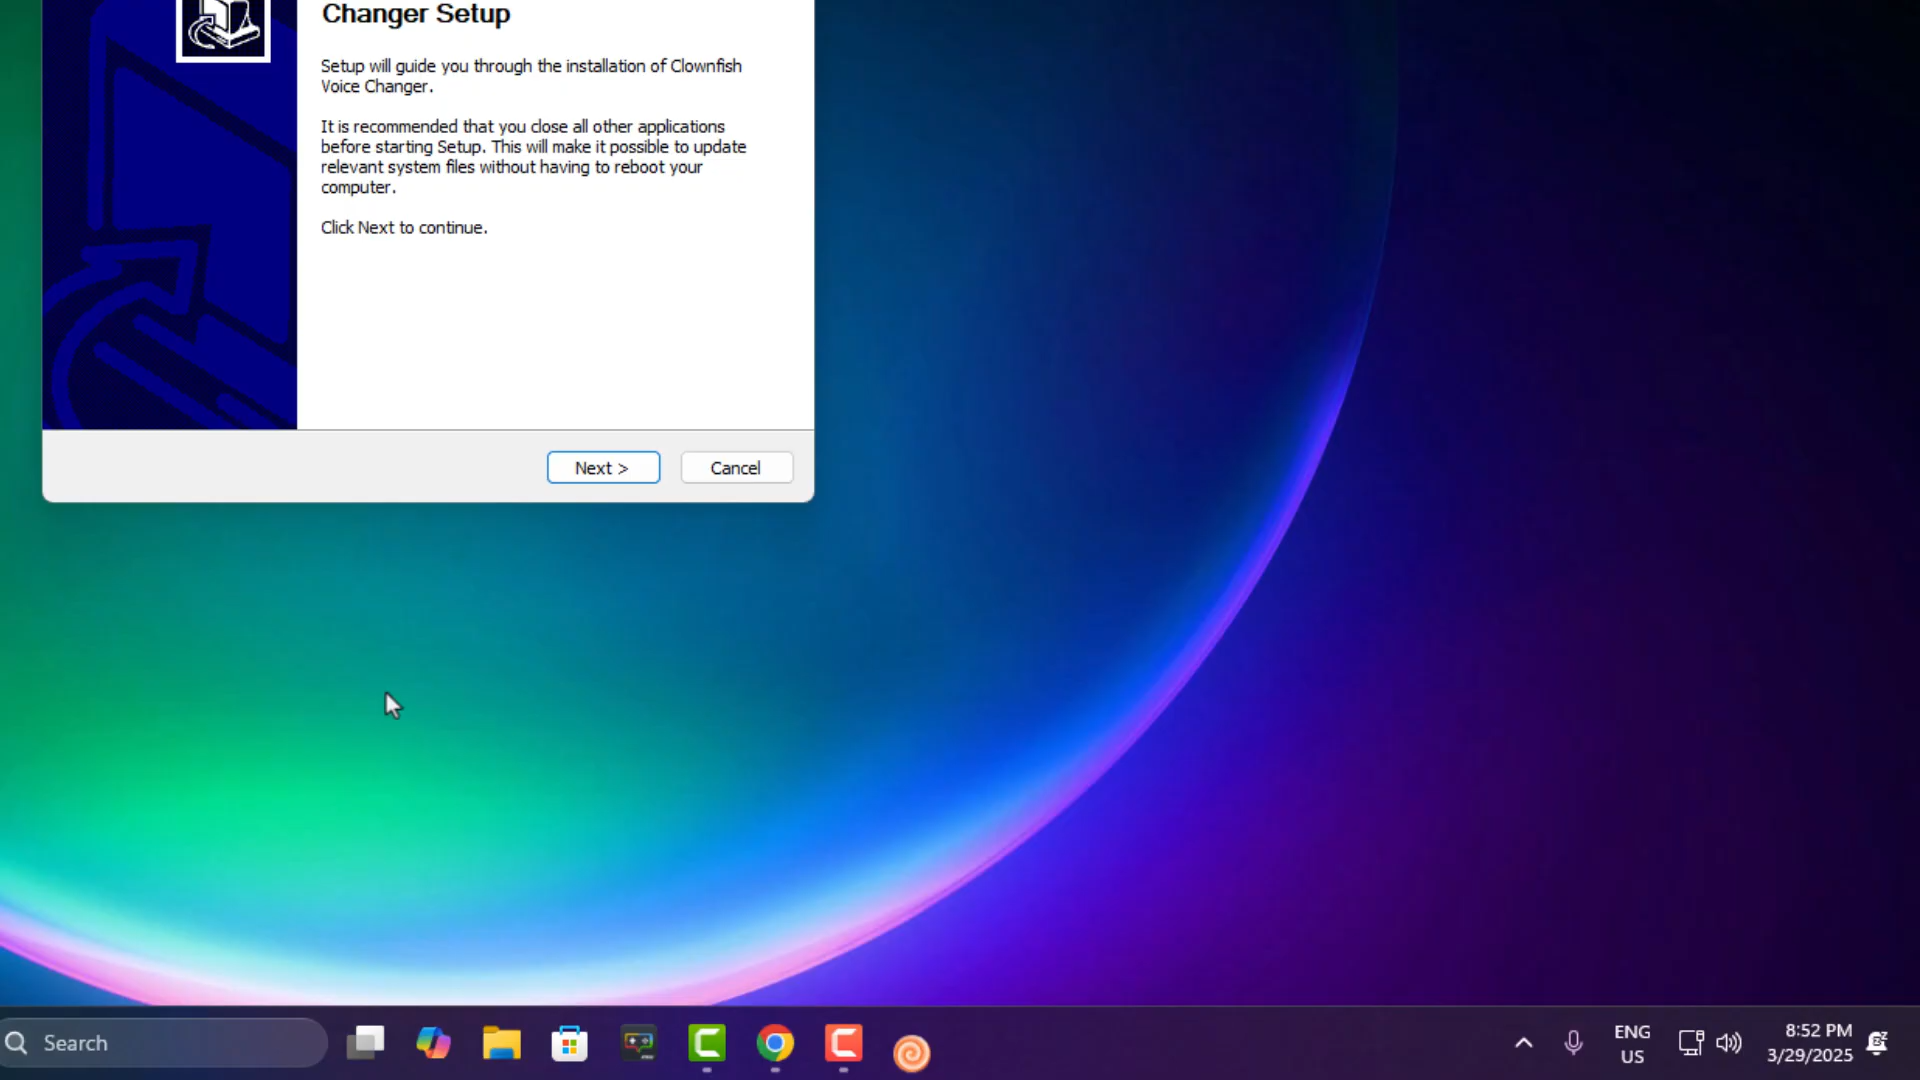 Changer Setup
Setup will guide you through the installation of Clownfish
Voice Changer.
It is recommended that you close all other applications
before starting Setup. This will make it possible to update
relevant system files without having to reboot your
computer.
Click Next to continue.
Next >
Cancel
Search
ENG
US
8:52 PM
3/29/2025